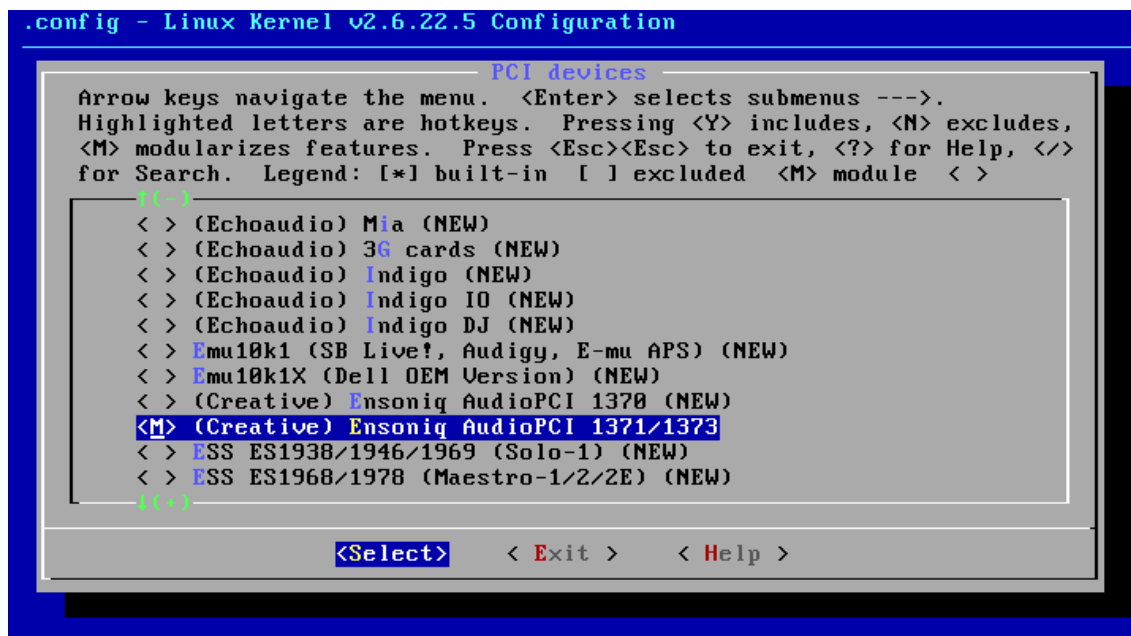 .config - Linux Kernel v2.6.22.5 Configuration
PCI devices
Arrow keys navigate the menu.  <Enter> selects submenus --->.
Highlighted letters are hotkeys.  Pressing <Y> includes, <N> excludes,
<M> modularizes features.  Press <Esc><Esc> to exit, <?> for Help, </>
for Search.  Legend: [*] built-in  [ ] excluded  <M> module  < >
↑(-)
< > (Echoaudio) Mia (NEW)
< > (Echoaudio) 3G cards (NEW)
< > (Echoaudio) Indigo (NEW)
< > (Echoaudio) Indigo IO (NEW)
< > (Echoaudio) Indigo DJ (NEW)
< > Emu10k1 (SB Live!, Audigy, E-mu APS) (NEW)
< > Emu10k1X (Dell OEM Version) (NEW)
< > (Creative) Ensoniq AudioPCI 1370 (NEW)
<M> (Creative) Ensoniq AudioPCI 1371/1373
< > ESS ES1938/1946/1969 (Solo-1) (NEW)
< > ESS ES1968/1978 (Maestro-1/2/2E) (NEW)
↓(+)
<Select>    < Exit >    < Help >